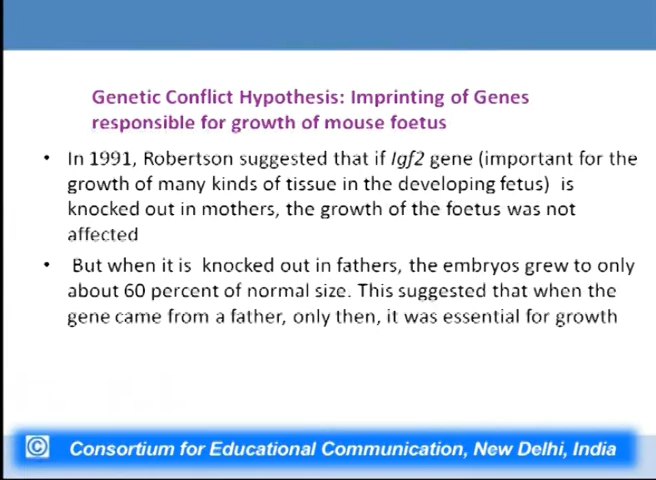 Genetic Conflict Hypothesis: Imprinting of Genes
responsible for growth of mouse foetus
• In 1991, Robertson suggested that if Igf2 gene (important for the
growth of many kinds of tissue in the developing fetus) is
knocked out in mothers, the growth of the foetus was not
affected
• But when it is knocked out in fathers, the embryos grew to only
about 60 percent of normal size. This suggested that when the
gene came from a father, only then, it was essential for growth
© Consortium for Educational Communication, New Delhi, India